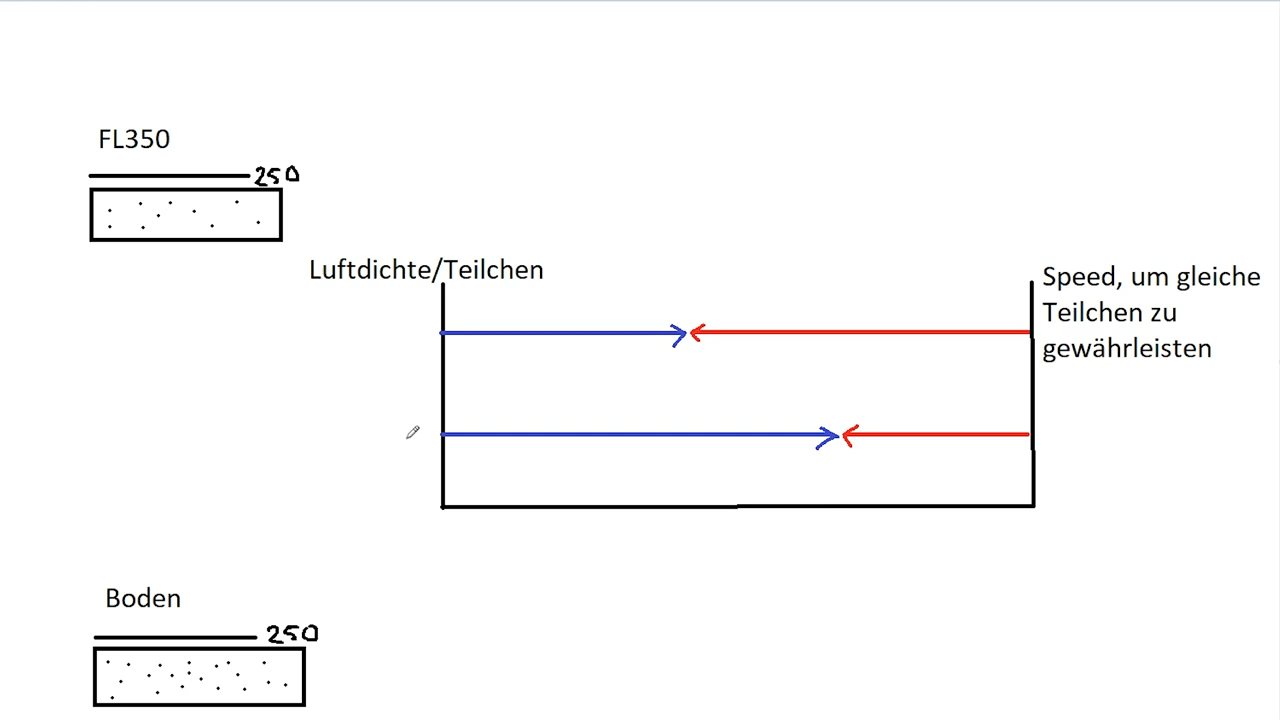 FL350
250
Luftdichte/Teilchen
Speed, um gleiche
Teilchen zu
gewährleisten
Boden
250